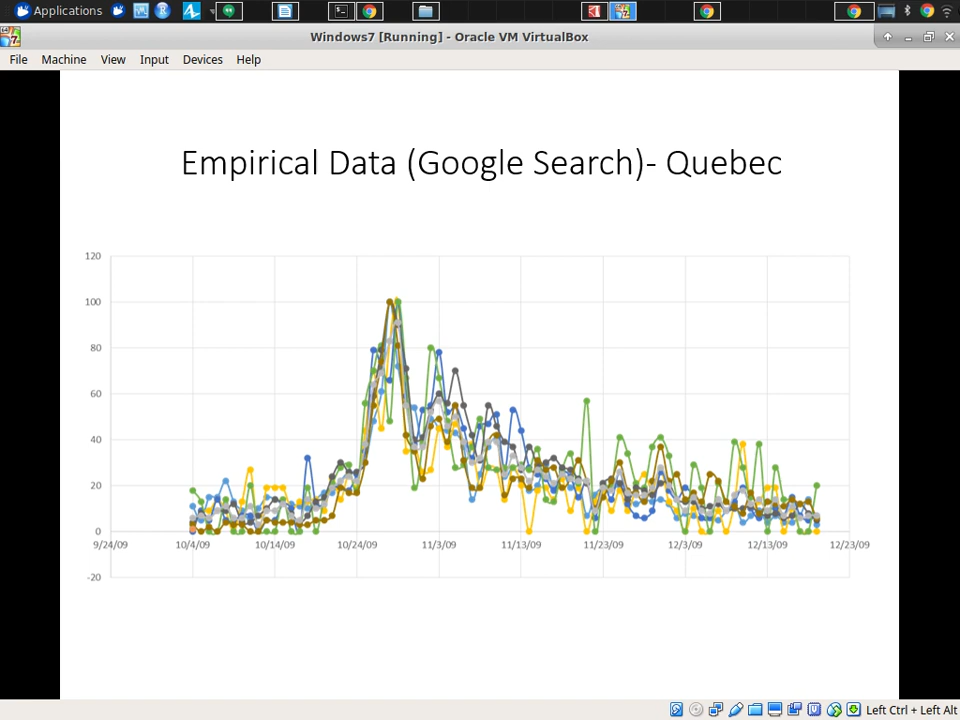 Applications
Windows7 [Running] - Oracle VM VirtualBox
File Machine View Input Devices Help
Empirical Data (Google Search)- Quebec
120
100
80
60
40
20
0
9/24/09 10/4/09 10/14/09 10/24/09 11/3/09 11/13/09 11/23/09 12/3/09 12/13/09 12/23/09
-20
Left Ctrl + Left Alt